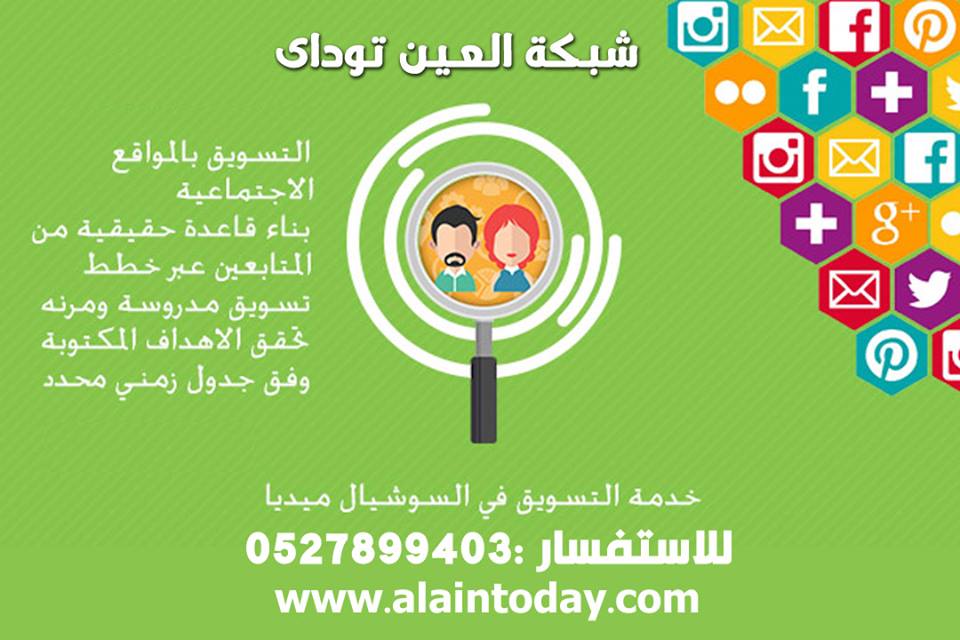 شبكة العين توداى
التسويق بالمواقع
الاجتماعية
بناء قاعدة حقيقية من
المتابعين عبر خطط
تسويق مدروسة ومرنه
تحقق الاهداف المكتوبة
وفق جدول زمني محدد
خدمة التسويق في السوشيال ميديا
للاستفسار :0527899403
www.alaintoday.com